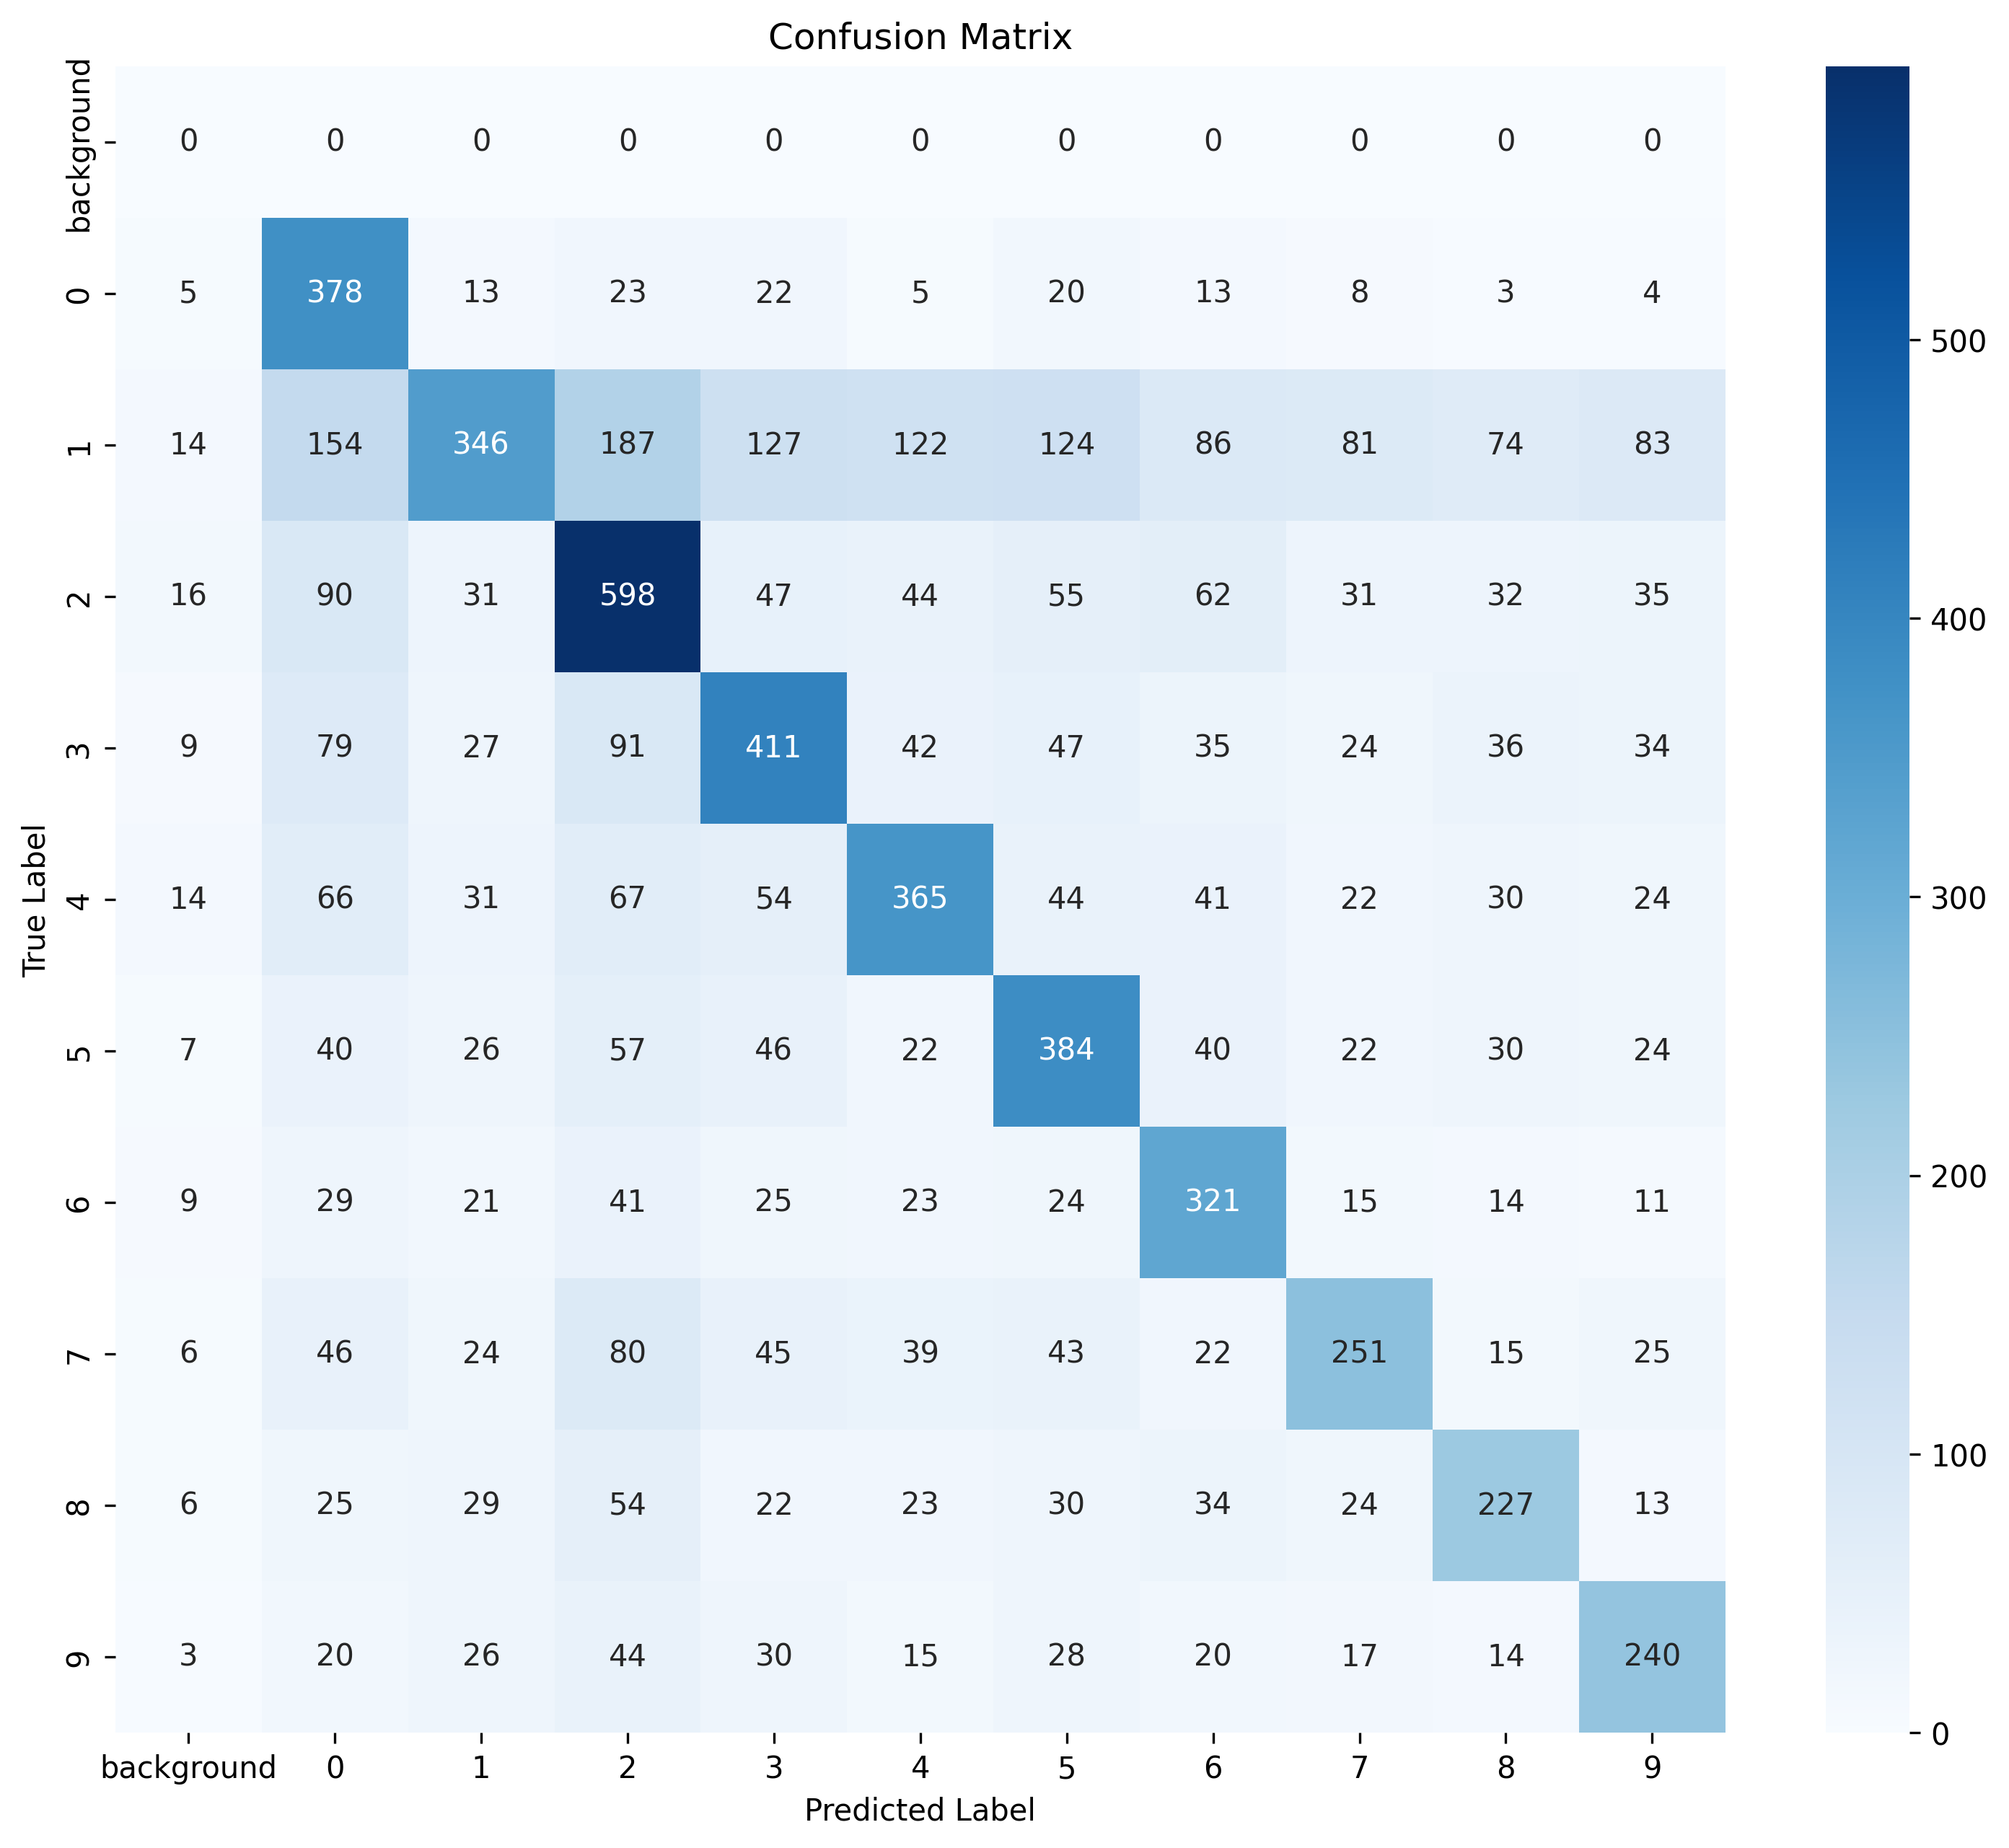 Confusion Matrix
background 0 0 0 0 0 0 0 0 0 0 0
0 5 378 13 23 22 5 20 13 8 3 4
1 14 154 346 187 127 122 124 86 81 74 83
2 16 90 31 598 47 44 55 62 31 32 35
3 9 79 27 91 411 42 47 35 24 36 34
4 14 66 31 67 54 365 44 41 22 30 24
5 7 40 26 57 46 22 384 40 22 30 24
6 9 29 21 41 25 23 24 321 15 14 11
7 6 46 24 80 45 39 43 22 251 15 25
8 6 25 29 54 22 23 30 34 24 227 13
9 3 20 26 44 30 15 28 20 17 14 240
background 0 1 2 3 4 5 6 7 8 9
Predicted Label
True Label
500
400
300
200
100
0